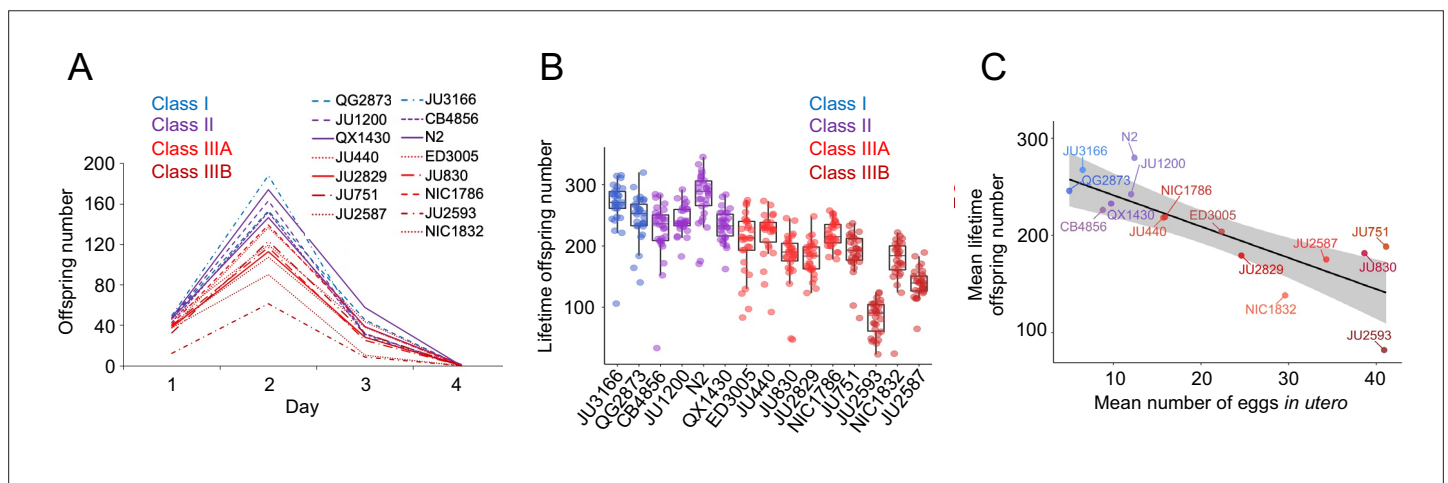 A
Class I
Class II
Class IIIA
Class IIIB
QG2873
JU3166
JU1200
CB4856
QX1430
N2
JU440
ED3005
JU2829
JU830
JU751
NIC1786
JU2587
JU2593
NIC1832
Offspring number
200
160
120
80
40
0
1 2 3 4
Day
B
Class I
Class II
Class IIIA
Class IIIB
Lifetime offspring number
300
200
100
JU3166
QG2873
CB4856
JU1200
N2
QX1430
ED3005
JU440
JU830
JU2829
NIC1786
JU751
JU2593
NIC1832
JU2587
C
Mean lifetime
offspring number
300
200
100
N2
JU3166
JU1200
QG2873
NIC1786
CB4856
QX1430
ED3005
JU440
JU751
JU2587
JU2829
JU830
NIC1832
JU2593
10 20 30 40
Mean number of eggs in utero